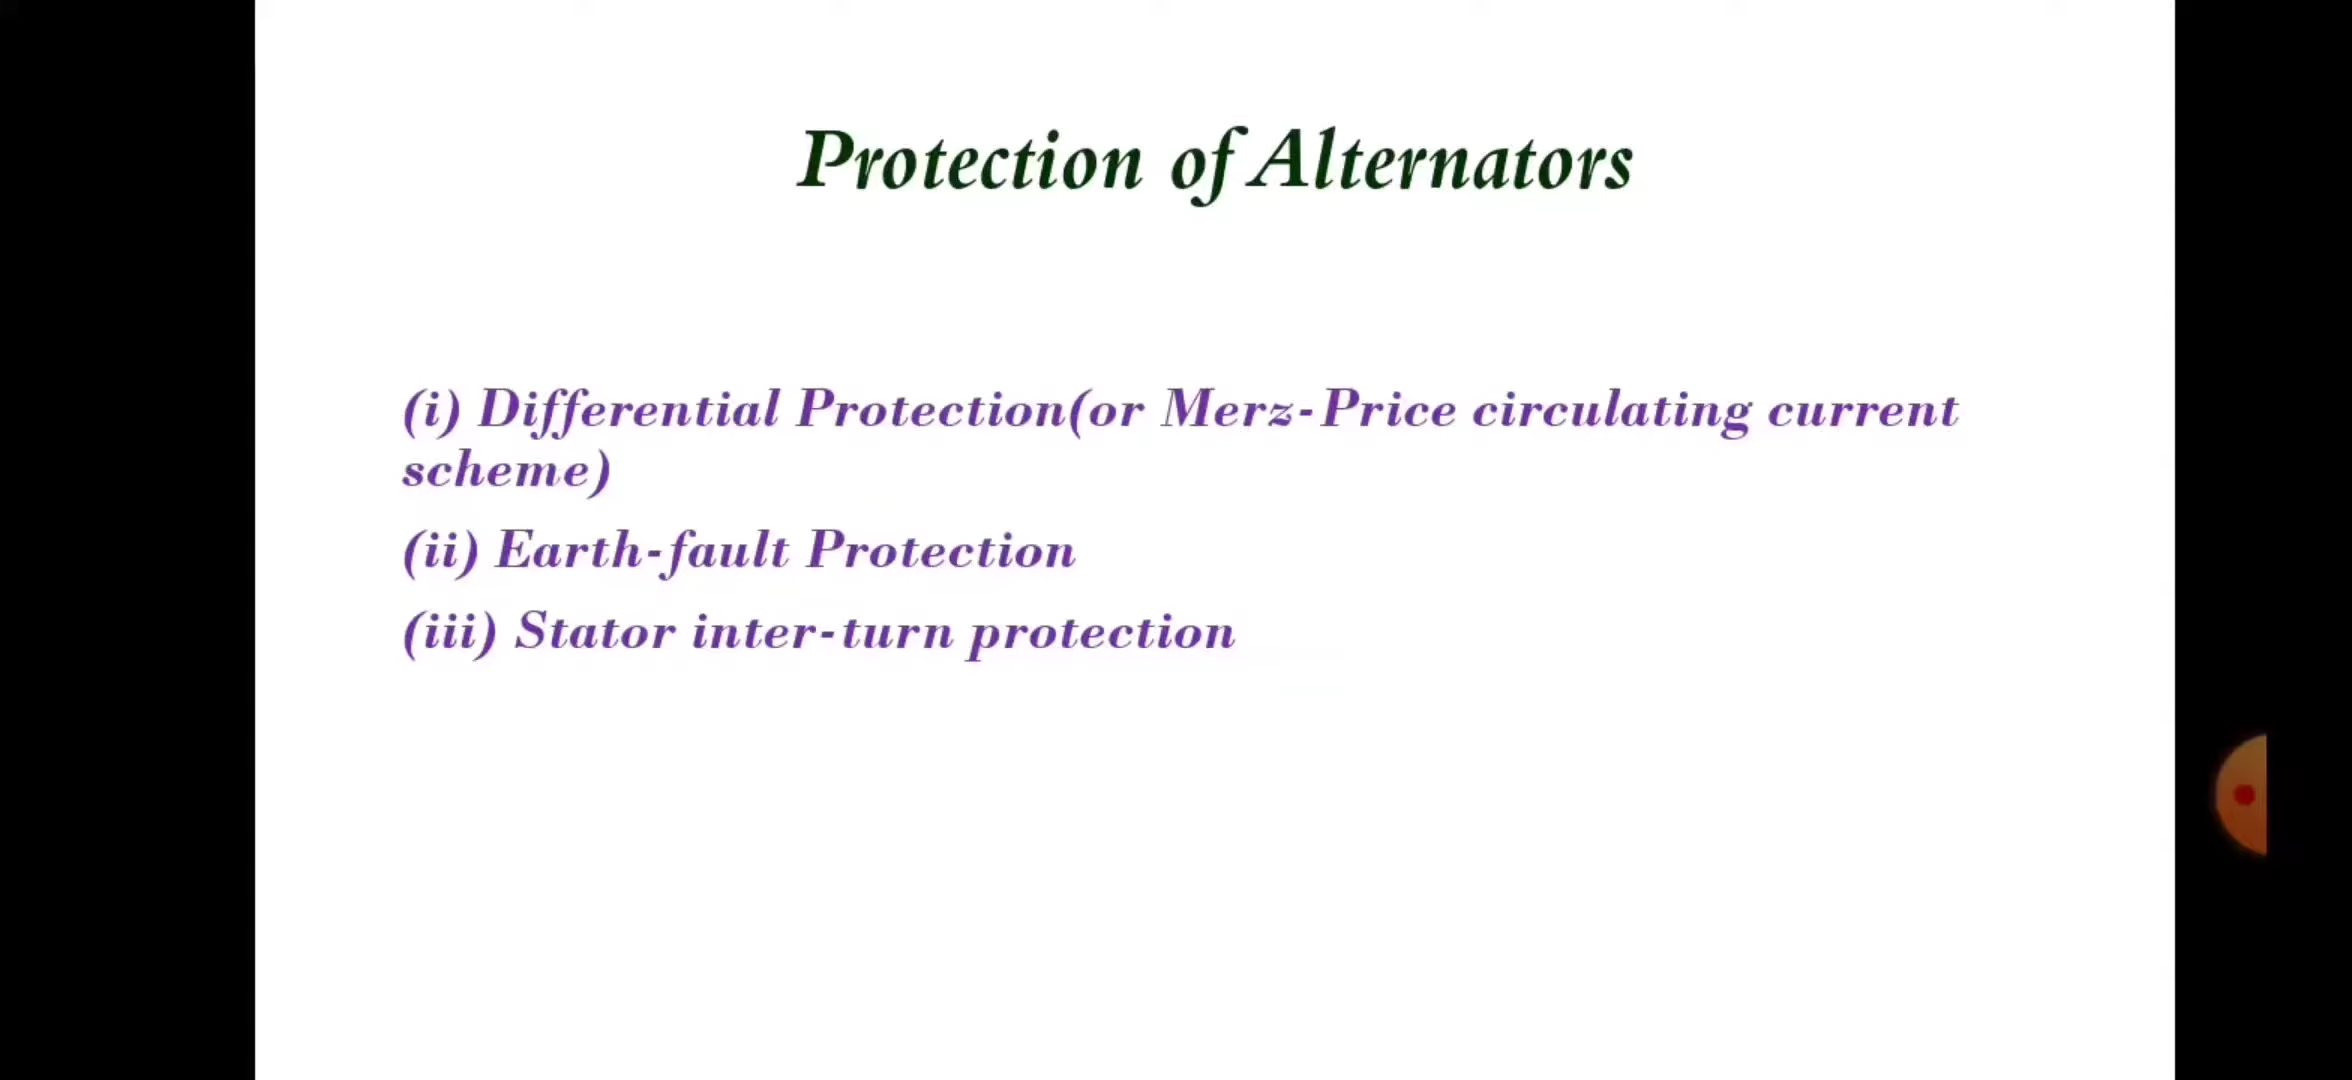 Protection of Alternators
(i) Differential Protection(or Merz-Price circulating current
scheme)
(ii) Earth-fault Protection
(iii) Stator inter-turn protection